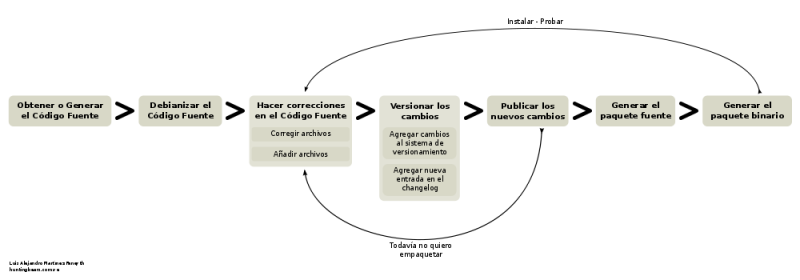 Instalar - Probar
Obtener o Generar
el Código Fuente
Debianizar el
Código Fuente
Hacer correcciones
en el Código Fuente
Corregir archivos
Añadir archivos
Versionar los
cambios
Agregar cambios
al sistema de
versionamiento
Agregar nueva
entrada en el
changelog
Publicar los
nuevos cambios
Generar el
paquete fuente
Generar el
paquete binario
Todavía no quiero
empaquetar
Luis Alejandro Martínez Faneyth
huntingbears.com.ve